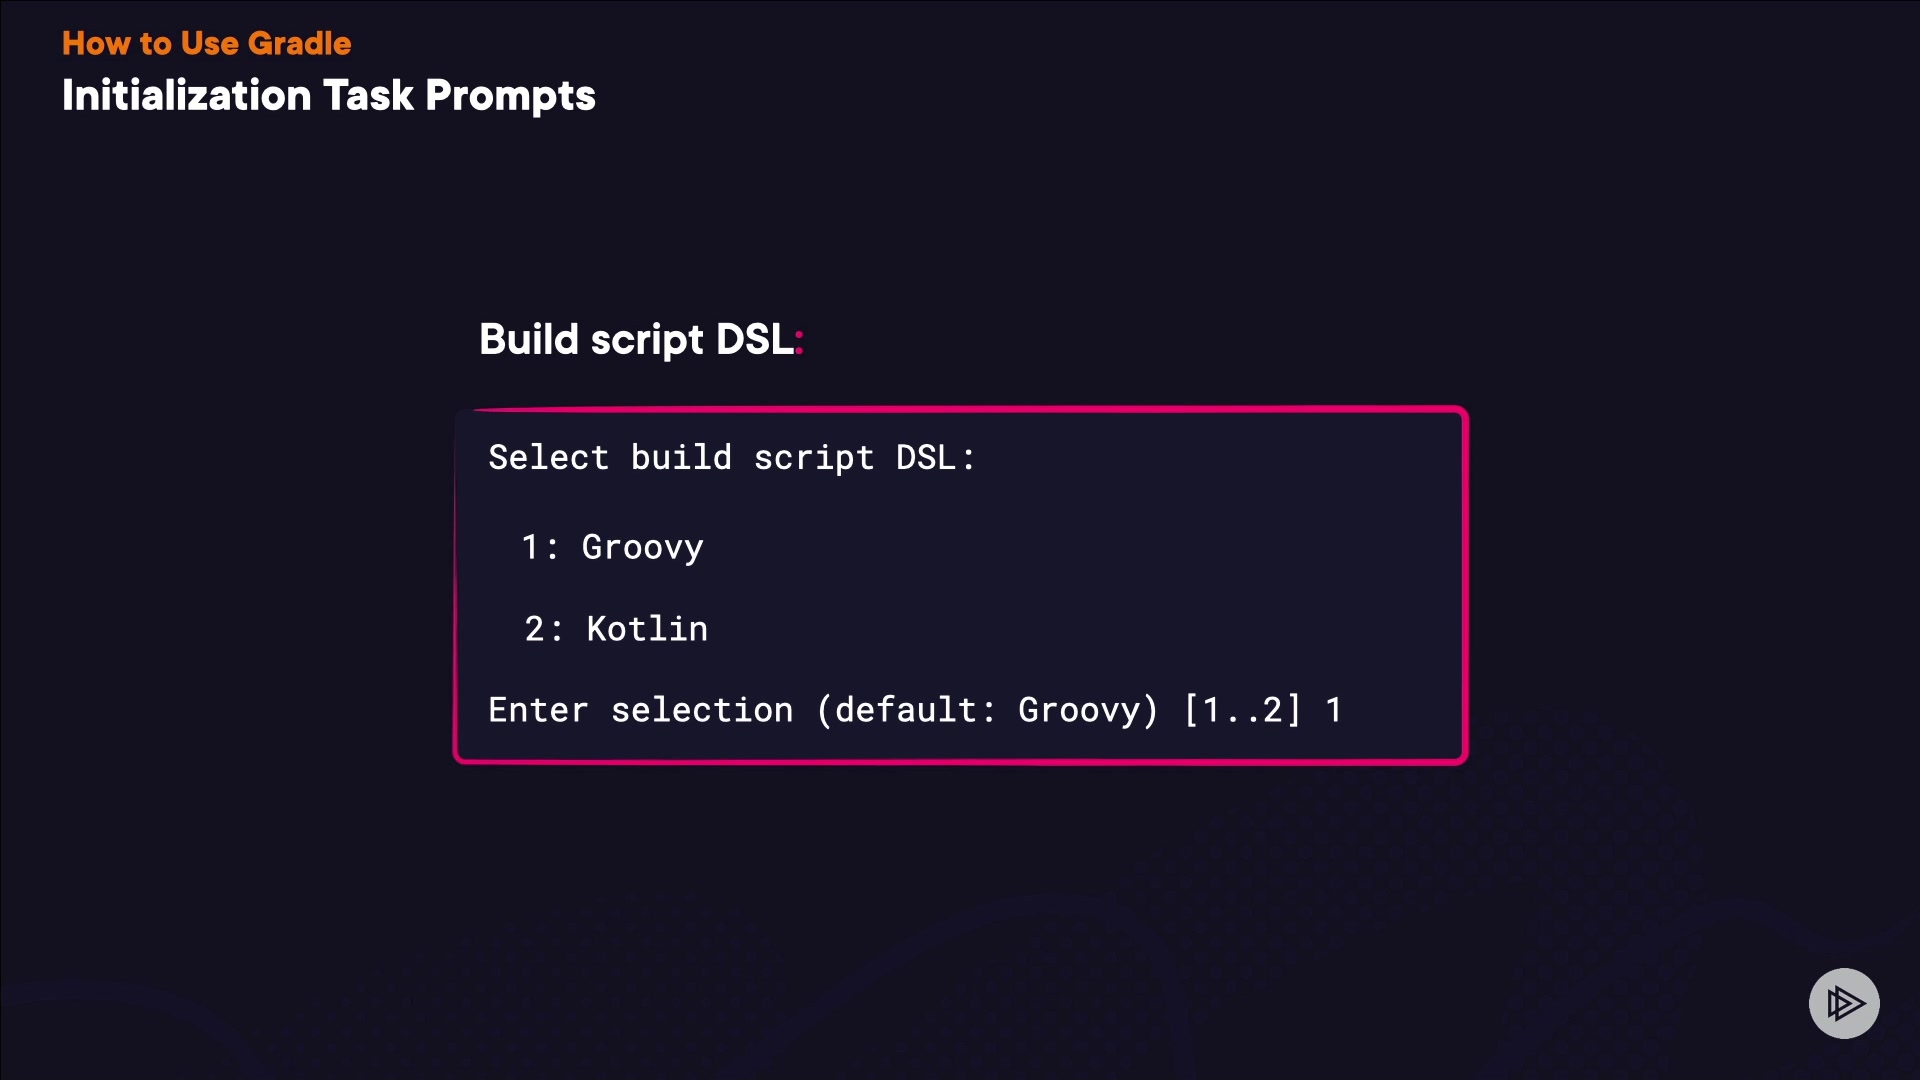 How to Use Gradle
Initialization Task Prompts
Build script DSL:
Select build script DSL:
1: Groovy
2: Kotlin
Enter selection (default: Groovy) [1..2] 1